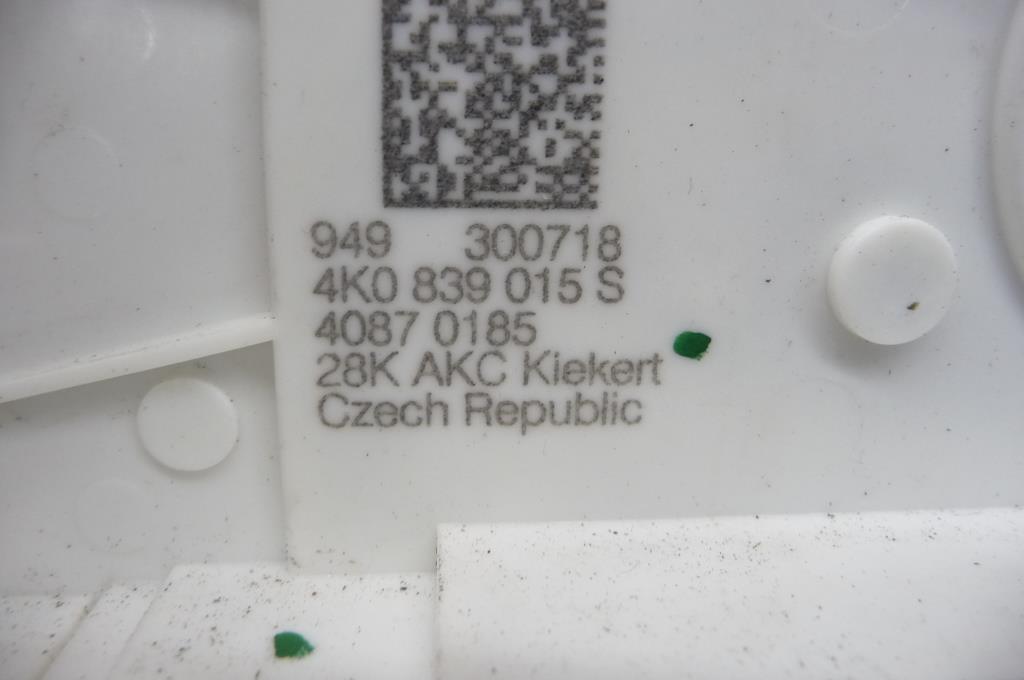 949 300718
4K0 839 015 S
4087 0185
28K AKC Kiekert
Czech Republic